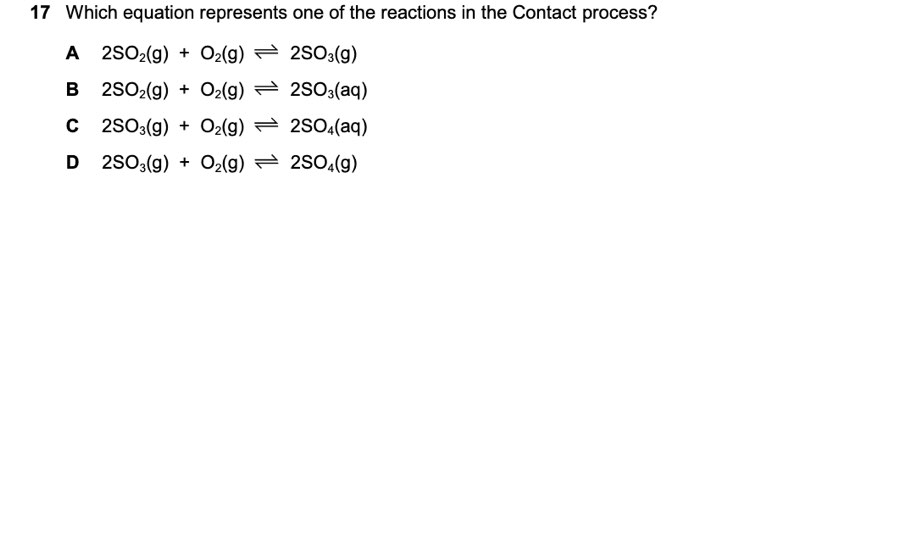 17 Which equation represents one of the reactions in the Contact process?
A 2SO₂(g) + O₂(g) ⇌ 2SO₃(g)
B 2SO₂(g) + O₂(g) ⇌ 2SO₃(aq)
C 2SO₃(g) + O₂(g) ⇌ 2SO₄(aq)
D 2SO₃(g) + O₂(g) ⇌ 2SO₄(g)